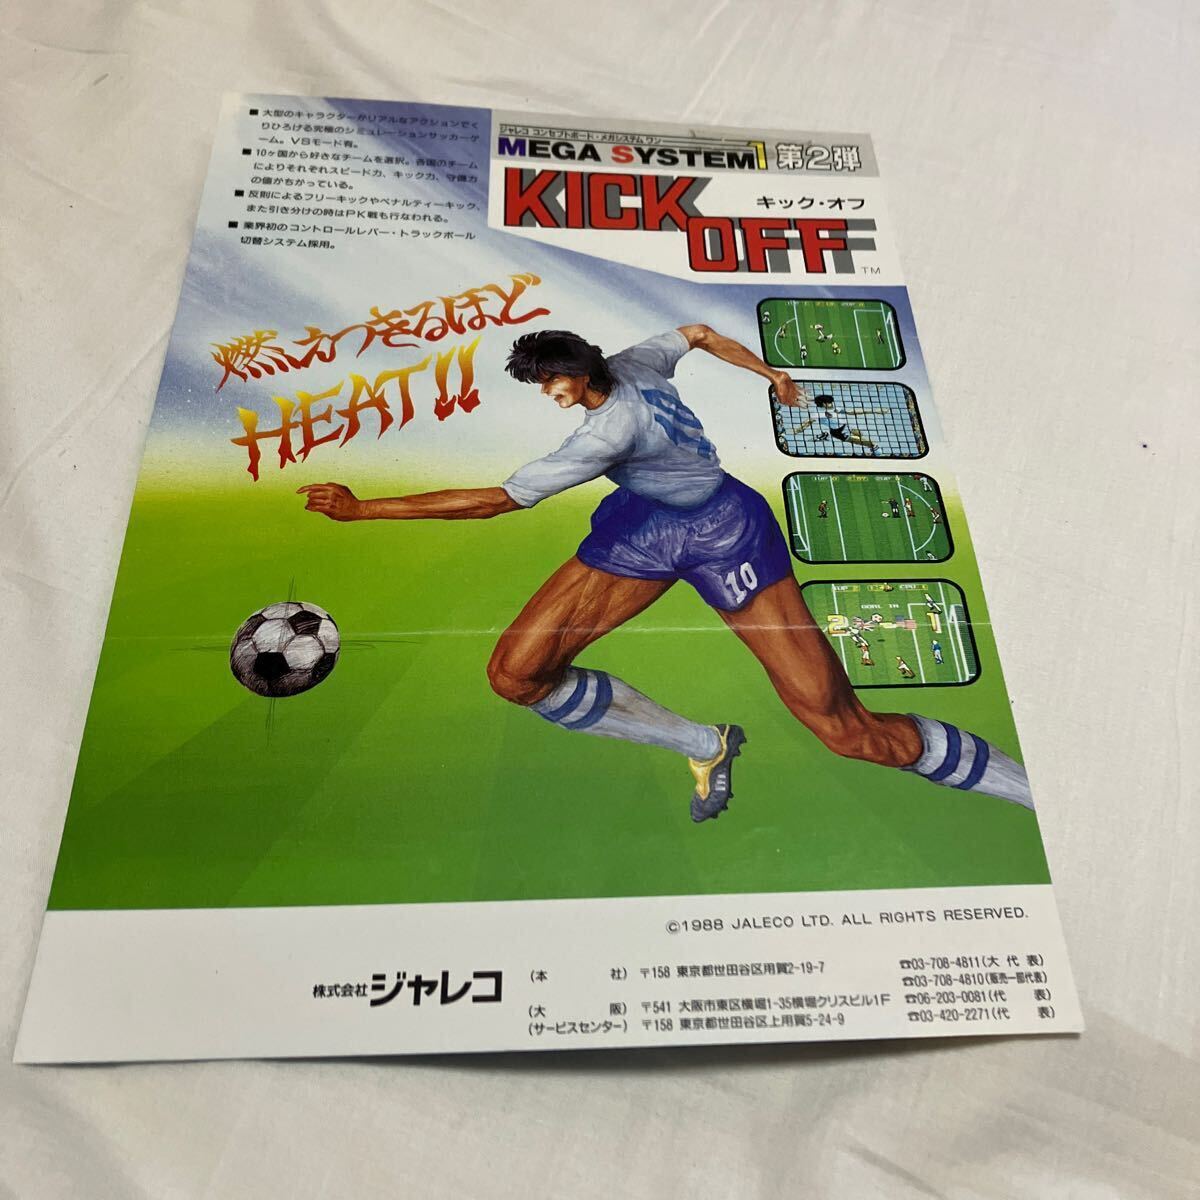 ■ 大型のキャラクターがリアルなアクションでく
りひろげる究極のシミュレーションサッカーゲ
ーム。VSモード有。
■ 10ヶ国から好きなチームを選択。各国のチーム
によりそれぞれスピード力、キック力、守備力
の値がちがっている。
■ 反則によるフリーキックやペナルティーキック、
また引き分けの時はPK戦も行なわれる。
■ 業界初のコントロールレバー・トラックボール
切替システム採用。
ジャレコ コンセプトボード・メガシステム ワン
MEGA SYSTEM 1 第2弾
KICK OFF
キック・オフ
TM
燃えつきるほど
HEAT!!
10
10
GOAL IN
2 1
©1988 JALECO LTD. ALL RIGHTS RESERVED.
株式会社 ジャレコ
(本 社) 〒158 東京都世田谷区用賀2-19-7 ☎03-708-4811(大代表)
☎03-708-4810(販売一部代表)
(大 阪) 〒541 大阪市東区横堀1-35横堀クリスビル1F ☎06-203-0081(代 表)
(サービスセンター) 〒158 東京都世田谷区上用賀5-24-9 ☎03-420-2271(代 表)